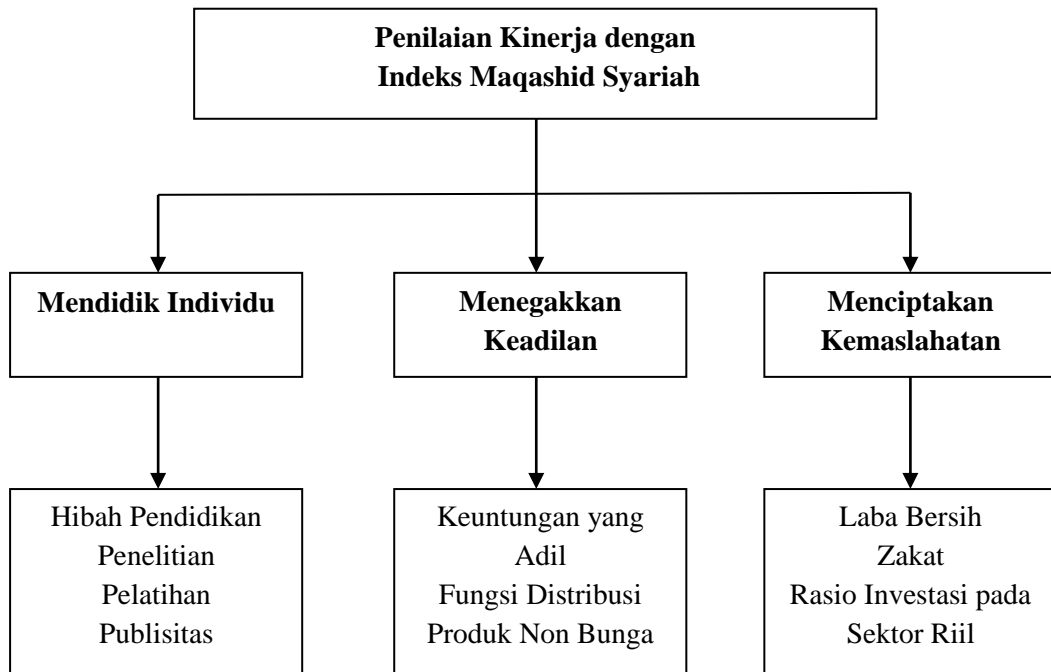 Penilaian Kinerja dengan
Indeks Maqashid Syariah
Mendidik Individu
Menegakkan
Keadilan
Menciptakan
Kemaslahatan
Hibah Pendidikan
Penelitian
Pelatihan
Publisitas
Keuntungan yang
Adil
Fungsi Distribusi
Produk Non Bunga
Laba Bersih
Zakat
Rasio Investasi pada
Sektor Riil